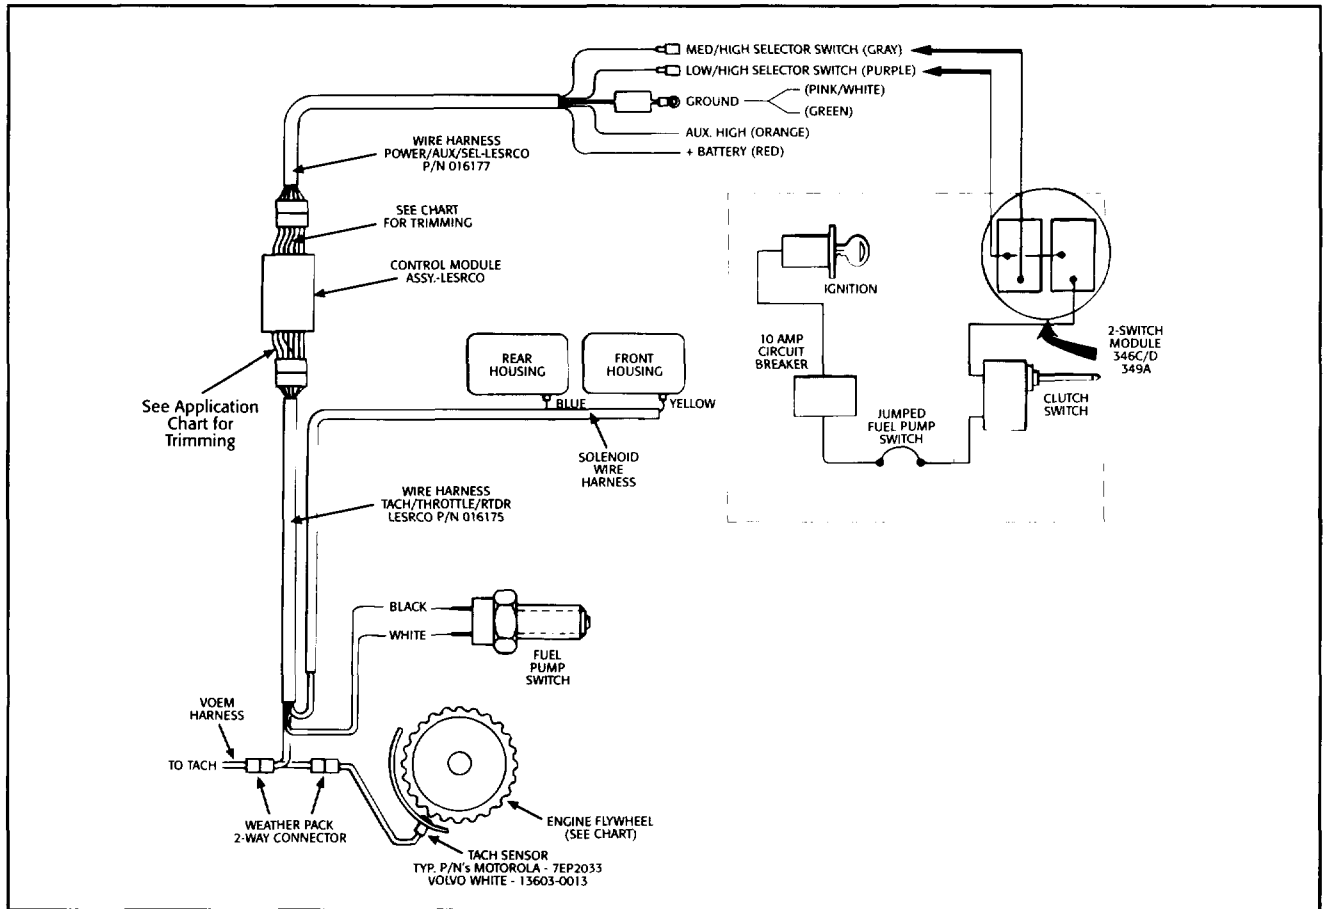 MED/HIGH SELECTOR SWITCH (GRAY)
LOW/HIGH SELECTOR SWITCH (PURPLE)
GROUND
(PINK/WHITE)
(GREEN)
AUX. HIGH (ORANGE)
+ BATTERY (RED)
WIRE HARNESS
POWER/AUX/SEL-LESRCO
P/N 016177
SEE CHART
FOR TRIMMING
CONTROL MODULE
ASSY.-LESRCO
IGNITION
10 AMP
CIRCUIT
BREAKER
2-SWITCH
MODULE
346C/D
349A
REAR
HOUSING
FRONT
HOUSING
BLUE
YELLOW
CLUTCH
SWITCH
See Application
Chart for
Trimming
JUMPED
FUEL PUMP
SWITCH
SOLENOID
WIRE
HARNESS
WIRE HARNESS
TACH/THROTTLE/RTDR
LESRCO P/N 016175
BLACK
WHITE
FUEL
PUMP
SWITCH
VOEM
HARNESS
TO TACH
WEATHER PACK
2-WAY CONNECTOR
ENGINE FLYWHEEL
(SEE CHART)
TACH SENSOR
TYP. P/N's MOTOROLA - 7EP2033
VOLVO WHITE - 13603-0013